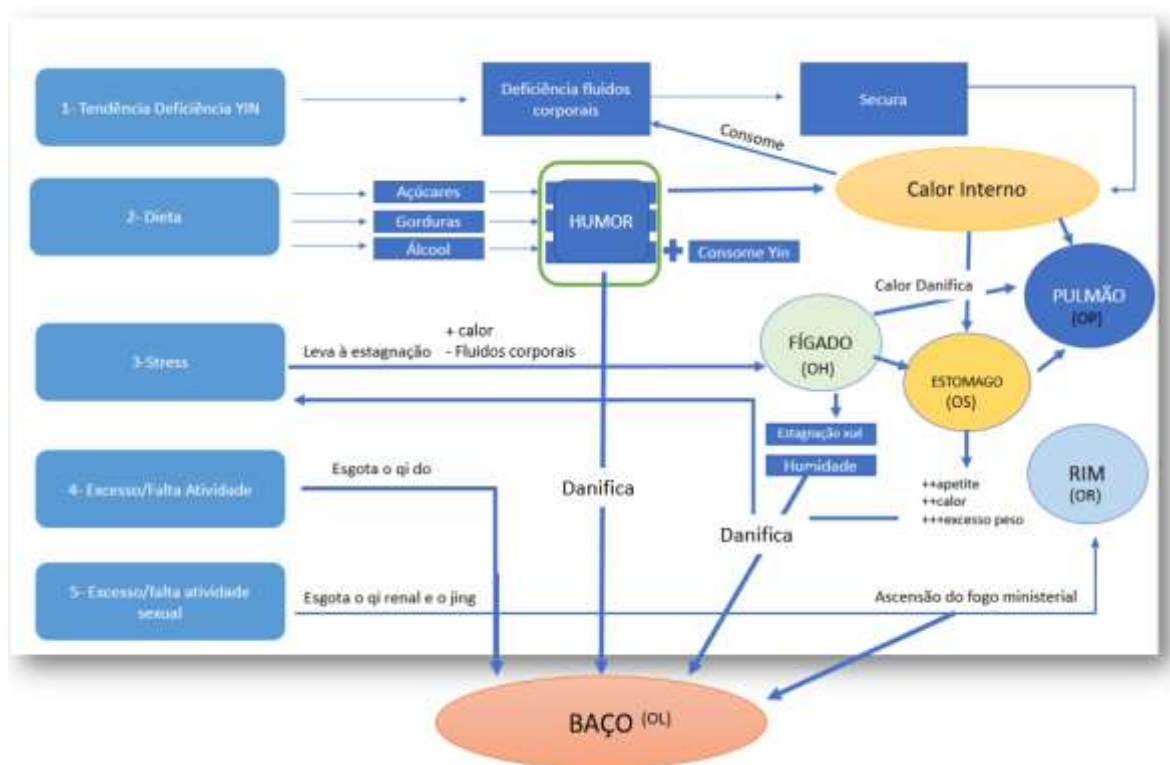 1- Tendência Deficiência YIN
Deficiência fluidos
corporais
Secura
Consome
Calor Interno
2- Dieta
Açúcares
Gorduras
Álcool
HUMOR
Consome Yin
Calor Danifica
PULMÃO
(OP)
3-Stress
Leva à estagnação
+ calor
- Fluidos corporais
FÍGADO
(OH)
ESTOMAGO
(OS)
Estagnação xuè
Humidade
4- Excesso/Falta Atividade
Esgota o qi do
Danifica
Danifica
++apetite
++calor
+++excesso peso
RIM
(OR)
5- Excesso/falta atividade
sexual
Esgota o qi renal e o jing
Ascensão do fogo ministerial
BAÇO (OL)